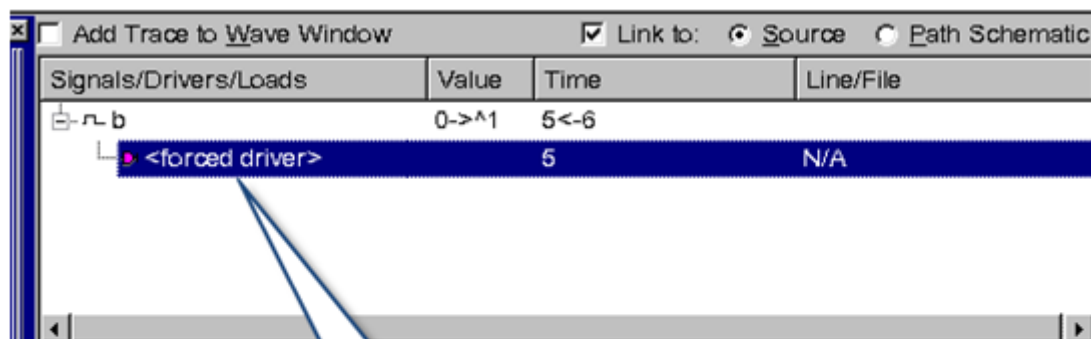 Add Trace to Wave Window Link to: Source Path Schematic
Signals/Drivers/Loads Value Time Line/File
b 0->^1 5<-6
<forced driver> 5 N/A